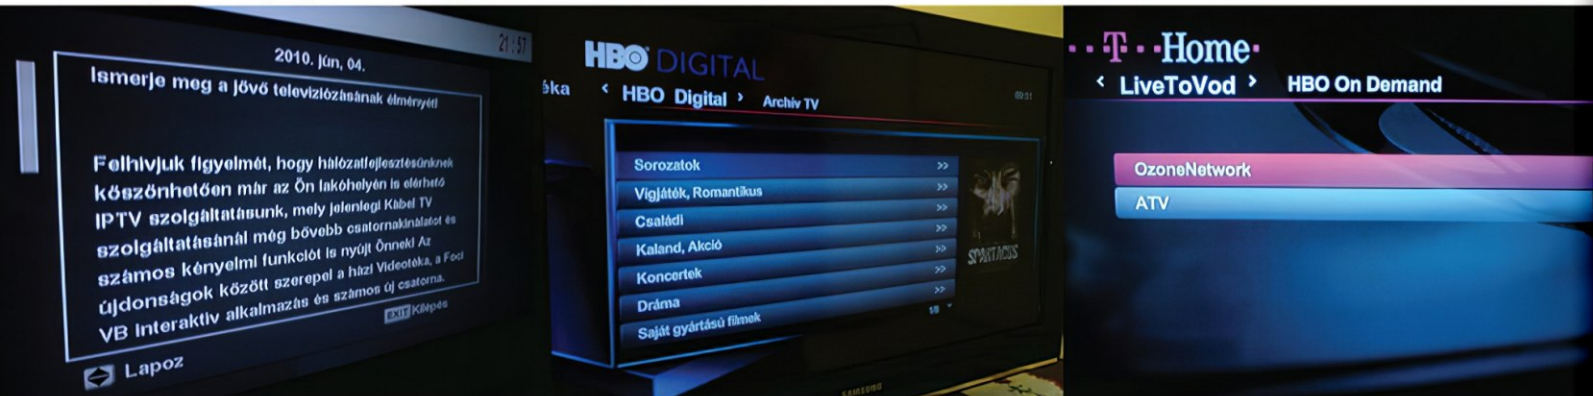 21:57
2010. jún, 04.
Ismerje meg a jövő televíziózásának élményét!
Felhívjuk figyelmét, hogy hálózatfejlesztésünknek
köszönhetően már az Ön lakóhelyén is elérhető
IPTV szolgáltatásunk, mely jelenlegi Kábel TV
szolgáltatásánál még bővebb csatornakínálatot és
számos kényelmi funkciót is nyújt Önnek! Az
újdonságok között szerepel a házi Videotéka, a Foci
VB Interaktív alkalmazás és számos új csatorna.
EXIT Kilépés
Lapoz
HBO DIGITAL
éka < HBO Digital > Archív TV
Sorozatok >>
Vígjáték, Romantikus >>
Családi >>
Kaland, Akció >>
Koncertek >>
Dráma >>
Saját gyártású filmek
SPARTACUS
SAMSUNG
··T··Home·
< LiveToVod > HBO On Demand
OzoneNetwork
ATV